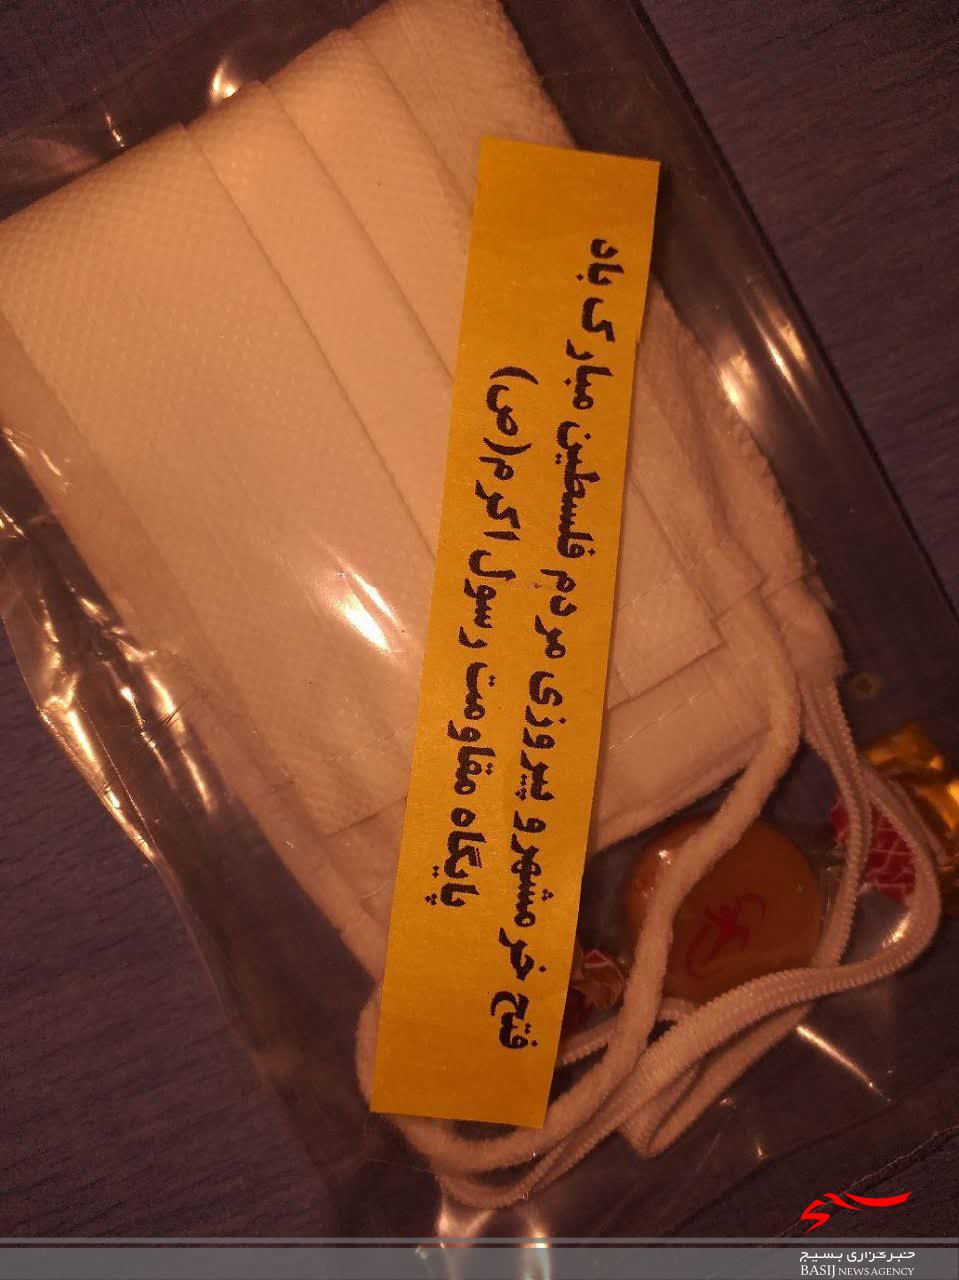 فتح خرمشهر و پیروزی مردم فلسطین مبارک باد
پایگاه مقاومت رسول اکرم(ص)
خبرگزاری بسیج
BASIJ NEWS AGENCY